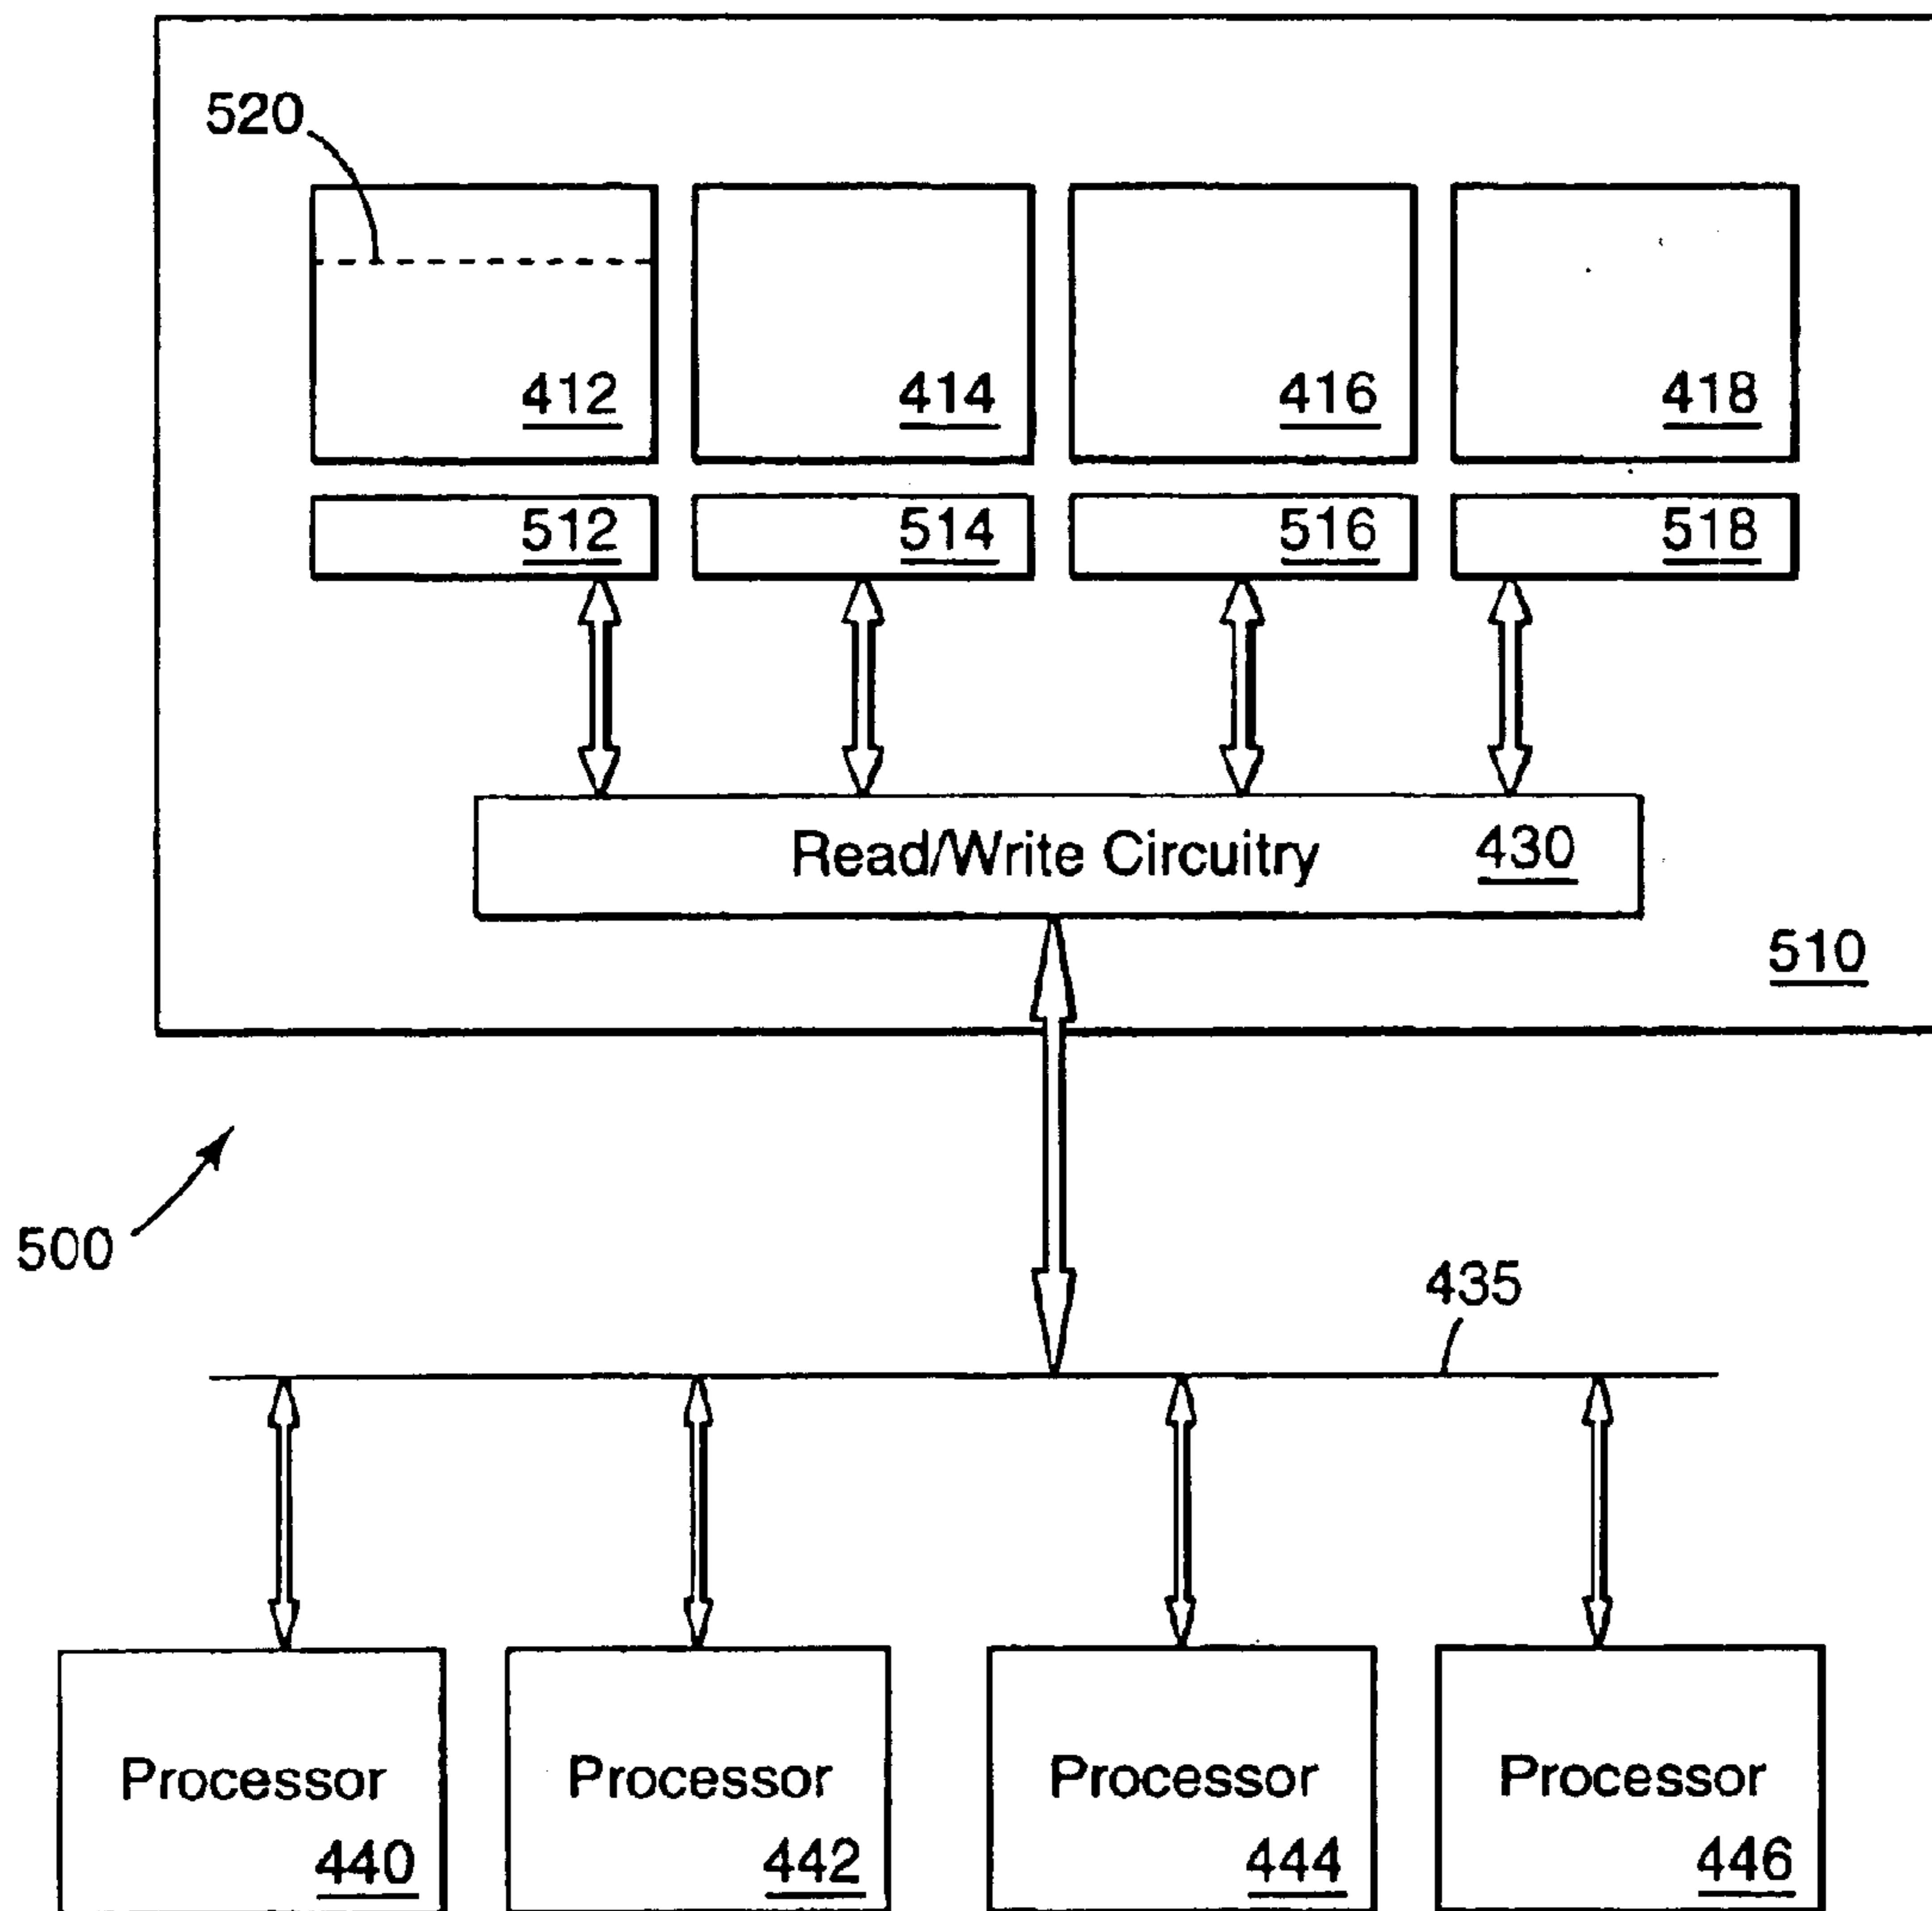 520
412 414 416 418
512 514 516 518
Read/Write Circuitry 430
510
500
435
Processor Processor Processor Processor
440 442 444 446